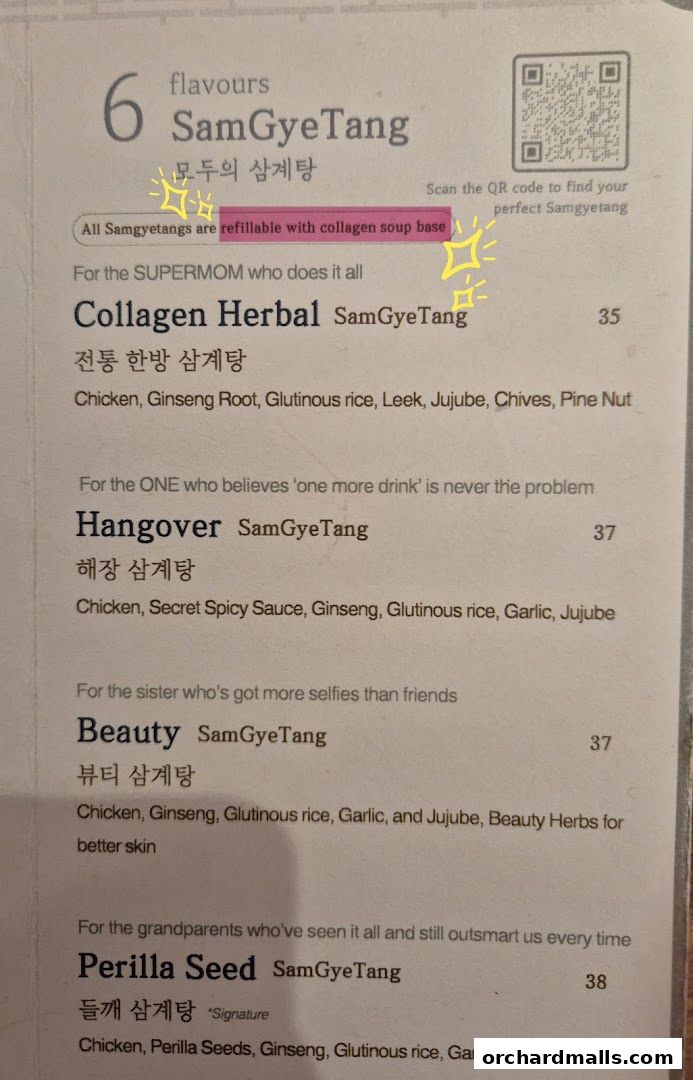 6 flavours
SamGyeTang
모두의 삼계탕
Scan the QR code to find your
perfect Samgyetang
All Samgyetangs are refillable with collagen soup base
For the SUPERMOM who does it all
Collagen Herbal SamGyeTang 35
전통 한방 삼계탕
Chicken, Ginseng Root, Glutinous rice, Leek, Jujube, Chives, Pine Nut
For the ONE who believes 'one more drink' is never the problem
Hangover SamGyeTang 37
해장 삼계탕
Chicken, Secret Spicy Sauce, Ginseng, Glutinous rice, Garlic, Jujube
For the sister who's got more selfies than friends
Beauty SamGyeTang 37
뷰티 삼계탕
Chicken, Ginseng, Glutinous rice, Garlic, and Jujube, Beauty Herbs for
better skin
For the grandparents who've seen it all and still outsmart us every time
Perilla Seed SamGyeTang 38
들깨 삼계탕 *Signature
Chicken, Perilla Seeds, Ginseng, Glutinous rice,
orchardmalls.com